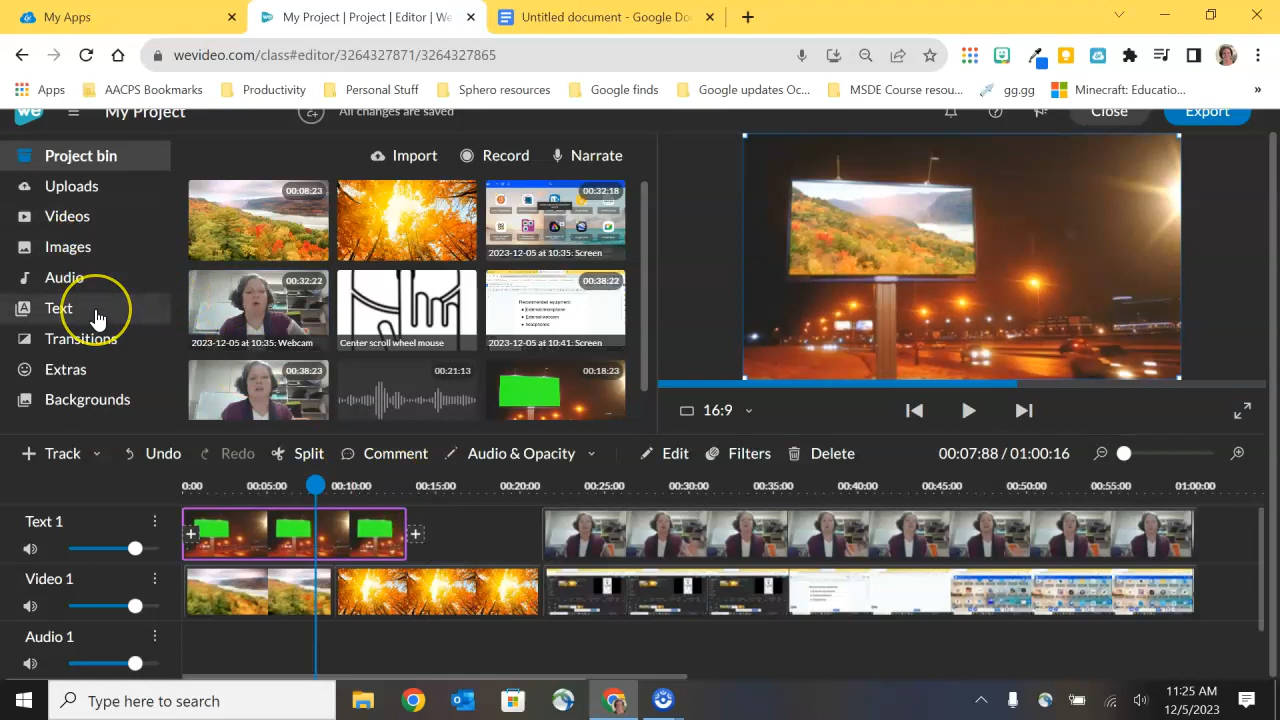 My Apps
My Project | Project | Editor | We
Untitled document - Google Do
wevideo.com/class#editor/3264327871/3264327865
Apps
AACPS Bookmarks
Productivity
Personal Stuff
Sphero resources
Google finds
Google updates Oc...
MSDE Course resou...
gg.gg
Minecraft: Educatio...
»
we
My Project
All changes are saved
Close
Export
Project bin
Import
Record
Narrate
Uploads
Videos
Images
Audio
Text
Transitions
Extras
Backgrounds
00:08:23
00:32:18
2023-12-05 at 10:35: Screen
00:32:22
2023-12-05 at 10:35: Webcam
Center scroll wheel mouse
00:38:22
Recommended equipment:
External microphone
External webcam
Headphones
2023-12-05 at 10:41: Screen
00:38:23
00:21:13
00:18:23
16:9
Track
Undo
Redo
Split
Comment
Audio & Opacity
Edit
Filters
Delete
00:07:88 / 01:00:16
0:00
00:05:00
00:10:00
00:15:00
00:20:00
00:25:00
00:30:00
00:35:00
00:40:00
00:45:00
00:50:00
00:55:00
01:00:00
Text 1
Video 1
Audio 1
Type here to search
11:25 AM
12/5/2023